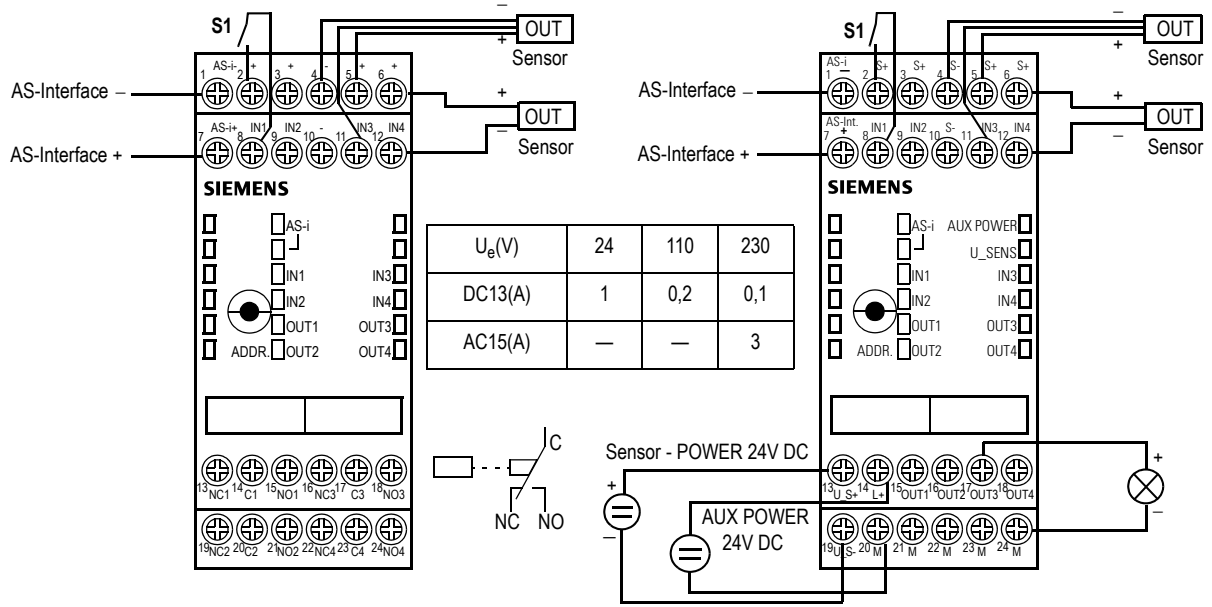 S1
−
OUT
+
Sensor
AS-i- + + - + +
1 2 3 4 5 6
AS-Interface −
+
OUT
−
Sensor
AS-i+ IN1 IN2 - IN3 IN4
7 8 9 10 11 12
AS-Interface +
SIEMENS
AS-i
IN1 IN3
IN2 IN4
OUT1 OUT3
ADDR. OUT2 OUT4
13 NC1 14 C1 15 NO1 16 NC3 17 C3 18 NO3
19 NC2 20 C2 21 NO2 22 NC4 23 C4 24 NO4
Ue(V) 24 110 230
DC13(A) 1 0,2 0,1
AC15(A) — — 3
C
NC NO
S1
−
OUT
+
Sensor
AS-i − S+ S+ S- S+ S+
1 2 3 4 5 6
AS-Interface −
+
OUT
−
Sensor
AS-Int. + IN1 IN2 S- IN3 IN4
7 8 9 10 11 12
AS-Interface +
SIEMENS
AS-i AUX POWER
U_SENS
IN1 IN3
IN2 IN4
OUT1 OUT3
ADDR. OUT2 OUT4
Sensor - POWER 24V DC
+
−
AUX POWER
24V DC
13 U_S+ 14 L+ 15 OUT1 16 OUT2 17 OUT3 18 OUT4
19 U_S- 20 M 21 M 22 M 23 M 24 M
+
−